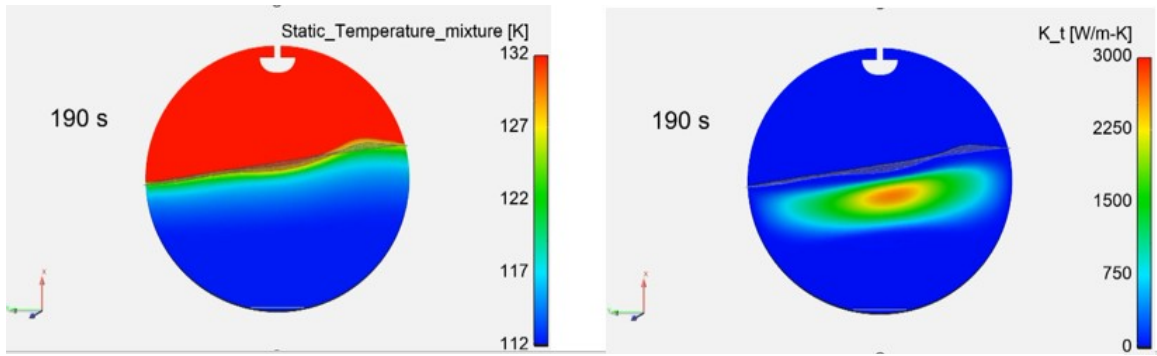 Static_Temperature_mixture [K]
132
127
122
117
112
190 s
x
K_t [W/m-K]
3000
2250
1500
750
0
190 s
x